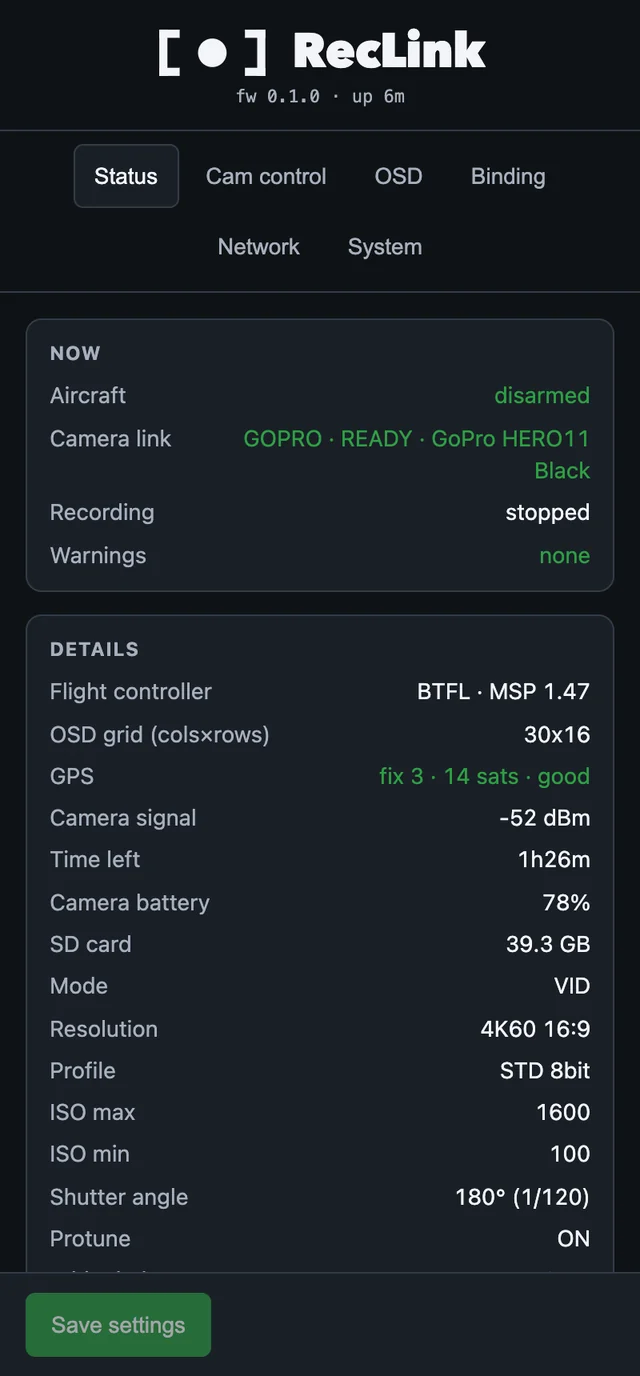 [ ● ] RecLink
fw 0.1.0 · up 6m
Status Cam control OSD Binding
Network System
NOW
Aircraft disarmed
Camera link GOPRO · READY · GoPro HERO11
Black
Recording stopped
Warnings none
DETAILS
Flight controller BTFL · MSP 1.47
OSD grid (cols×rows) 30x16
GPS fix 3 · 14 sats · good
Camera signal -52 dBm
Time left 1h26m
Camera battery 78%
SD card 39.3 GB
Mode VID
Resolution 4K60 16:9
Profile STD 8bit
ISO max 1600
ISO min 100
Shutter angle 180° (1/120)
Protune ON
Save settings